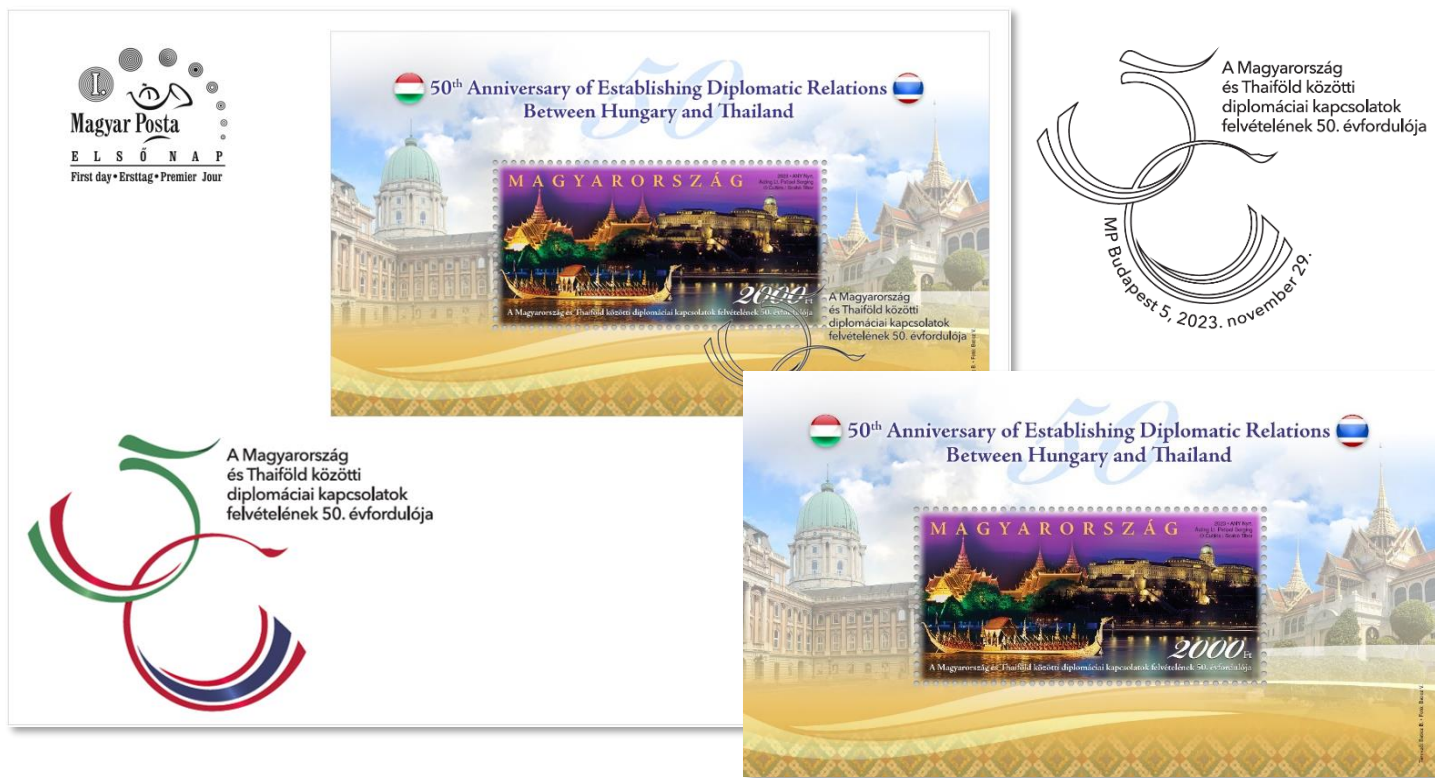 I.
Magyar Posta
ELSŐ NAP
First day • Ersttag • Premier Jour
50
50th Anniversary of Establishing Diplomatic Relations
Between Hungary and Thailand
MAGYARORSZÁG
2000 Ft
A Magyarország és Thaiföld közötti diplomáciai kapcsolatok felvételének 50. évfordulója
A Magyarország
és Thaiföld közötti
diplomáciai kapcsolatok
felvételének 50. évfordulója
A Magyarország
és Thaiföld közötti
diplomáciai kapcsolatok
felvételének 50. évfordulója
MP Budapest 5, 2023. november 29.
A Magyarország
és Thaiföld közötti
diplomáciai kapcsolatok
felvételének 50. évfordulója
50
50th Anniversary of Establishing Diplomatic Relations
Between Hungary and Thailand
MAGYARORSZÁG
2000 Ft
A Magyarország és Thaiföld közötti diplomáciai kapcsolatok felvételének 50. évfordulója